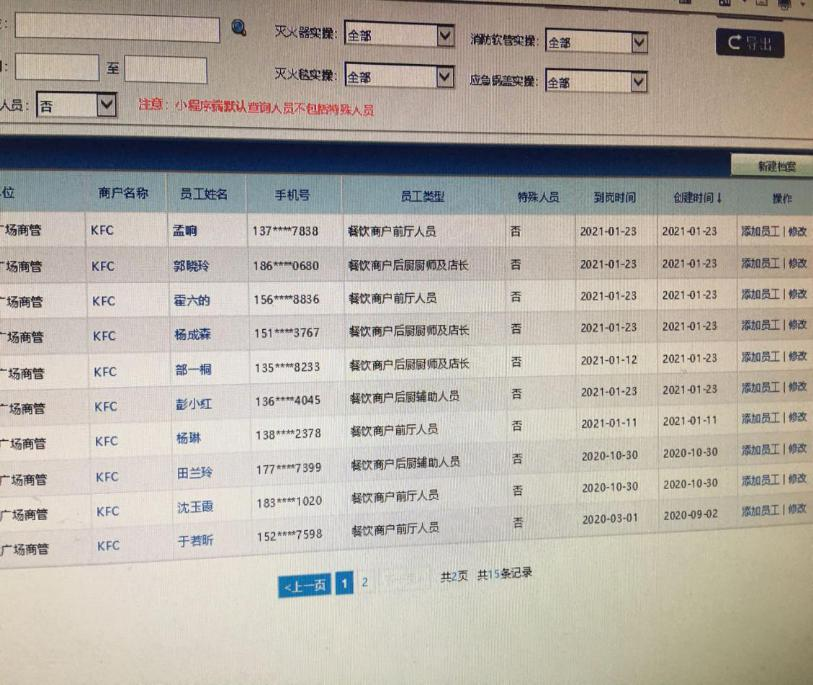 灭火器实操: 全部 消防软管实操: 全部 导出
至 灭火毯实操: 全部 应急锅盖实操: 全部
人员: 否 注意: 小程序端默认查询人员不包括特殊人员
新建档案
位 商户名称 员工姓名 手机号 员工类型 特殊人员 到岗时间 创建时间↓ 操作
广场商管 KFC 孟响 137****7838 餐饮商户前厅人员 否 2021-01-23 2021-01-23 添加员工 | 修改
广场商管 KFC 郭晓玲 186****0680 餐饮商户后厨厨师及店长 否 2021-01-23 2021-01-23 添加员工 | 修改
广场商管 KFC 霍六的 156****8836 餐饮商户前厅人员 否 2021-01-23 2021-01-23 添加员工 | 修改
广场商管 KFC 杨成森 151****3767 餐饮商户后厨厨师及店长 否 2021-01-23 2021-01-23 添加员工 | 修改
广场商管 KFC 部一桐 135****8233 餐饮商户后厨厨师及店长 否 2021-01-12 2021-01-23 添加员工 | 修改
广场商管 KFC 彭小红 136****4045 餐饮商户后厨辅助人员 否 2021-01-23 2021-01-23 添加员工 | 修改
广场商管 KFC 杨琳 138****2378 餐饮商户前厅人员 否 2021-01-11 2021-01-11 添加员工 | 修改
广场商管 KFC 田兰玲 177****7399 餐饮商户后厨辅助人员 否 2020-10-30 2020-10-30 添加员工 | 修改
广场商管 KFC 沈玉霞 183****1020 餐饮商户前厅人员 否 2020-10-30 2020-10-30 添加员工 | 修改
广场商管 KFC 于若昕 152****7598 餐饮商户前厅人员 否 2020-03-01 2020-09-02 添加员工 | 修改
<上一页 1 2 共2页 共15条记录